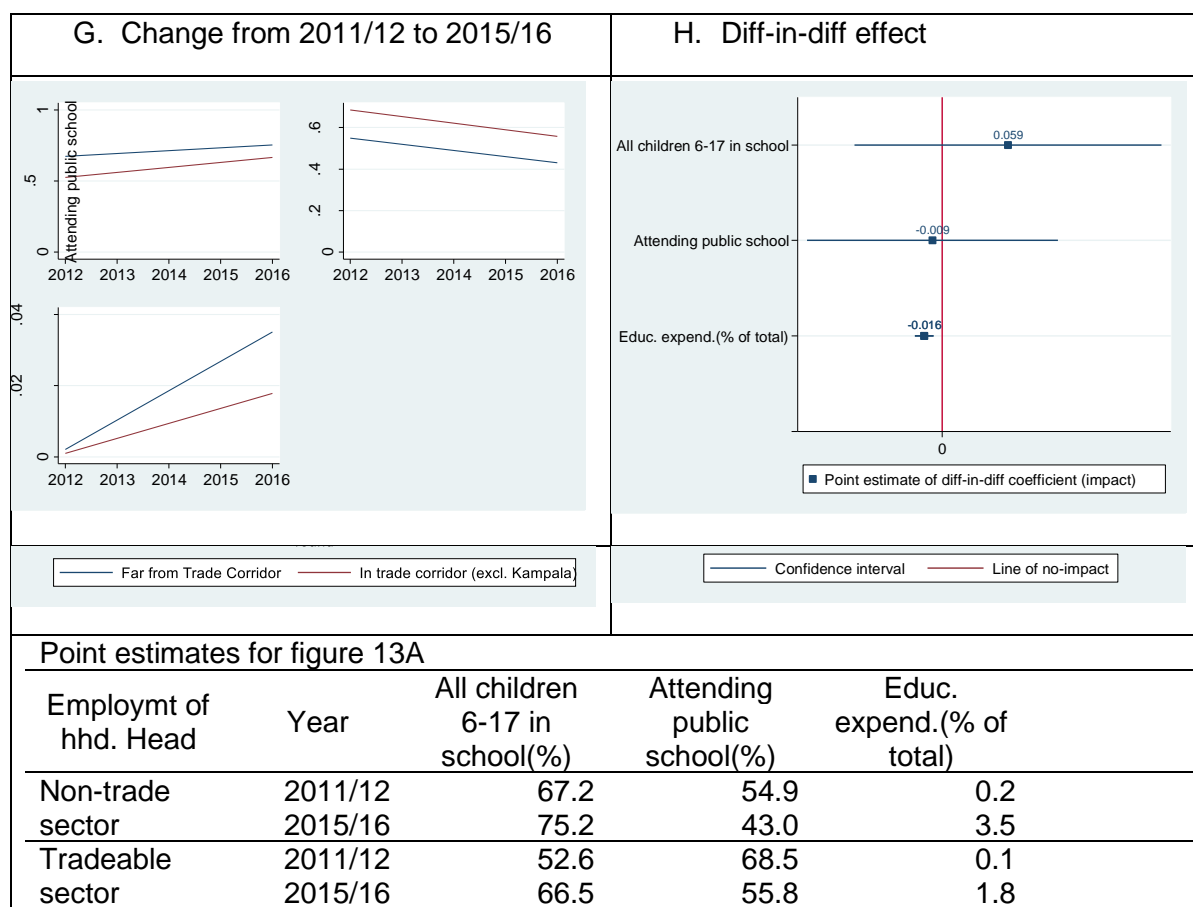 G. Change from 2011/12 to 2015/16
H. Diff-in-diff effect
Attending public school
0 .5 1
2012 2013 2014 2015 2016
0 .2 .4 .6
2012 2013 2014 2015 2016
0 .02 .04
2012 2013 2014 2015 2016
All children 6-17 in school
0.059
Attending public school
-0.009
Educ. expend.(% of total)
-0.016
0
Point estimate of diff-in-diff coefficient (impact)
Far from Trade Corridor In trade corridor (excl. Kampala)
Confidence interval Line of no-impact
Point estimates for figure 13A
Employmt of hhd. Head Year All children 6-17 in school(%) Attending public school(%) Educ. expend.(% of total)
Non-trade 2011/12 67.2 54.9 0.2
sector 2015/16 75.2 43.0 3.5
Tradeable 2011/12 52.6 68.5 0.1
sector 2015/16 66.5 55.8 1.8